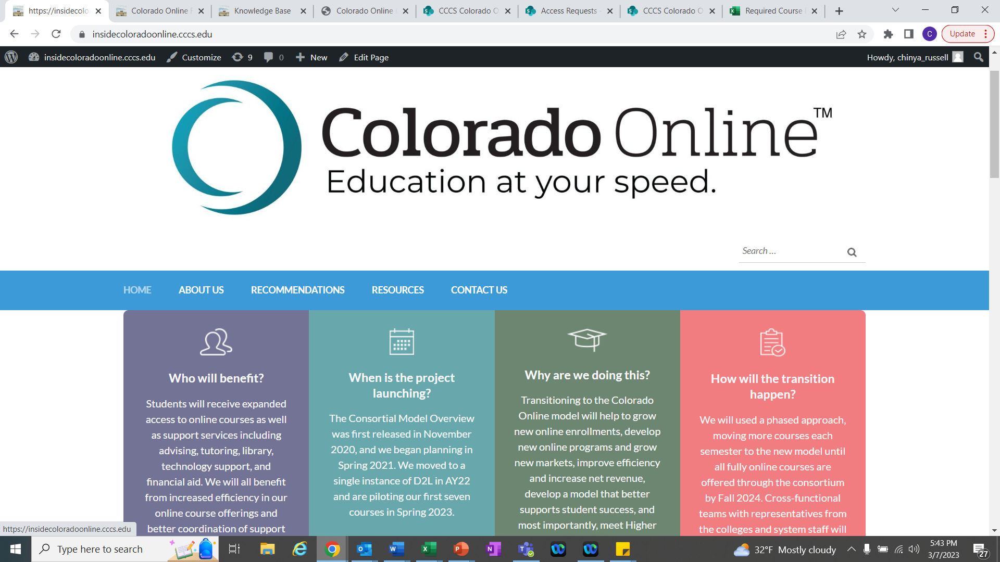 https://insidecolo
Colorado Online
Knowledge Base
Colorado Online
CCCS Colorado O
Access Requests
CCCS Colorado O
Required Course
insidecoloradoonline.cccs.edu
C
Update
insidecoloradoonline.cccs.edu
Customize
9
0
New
Edit Page
Howdy, chinya_russell
Colorado Online™
Education at your speed.
Search …
HOME
ABOUT US
RECOMMENDATIONS
RESOURCES
CONTACT US
Who will benefit?
Students will receive expanded
access to online courses as well
as support services including
advising, tutoring, library,
technology support, and
financial aid. We will all benefit
from increased efficiency in our
online course offerings and
better coordination of support
When is the project
launching?
The Consortial Model Overview
was first released in November
2020, and we began planning in
Spring 2021. We moved to a
single instance of D2L in AY22
and are piloting our first seven
courses in Spring 2023.
Why are we doing this?
Transitioning to the Colorado
Online model will help to grow
new online enrollments, develop
new online programs and grow
new markets, improve efficiency
and increase net revenue,
develop a model that better
supports student success, and
most importantly, meet Higher
How will the transition
happen?
We will used a phased approach,
moving more courses each
semester to the new model until
all fully online courses are
offered through the consortium
by Fall 2024. Cross-functional
teams with representatives from
the colleges and system staff will
https://insidecoloradoonline.cccs.edu
Type here to search
32°F Mostly cloudy
5:43 PM
3/7/2023
27